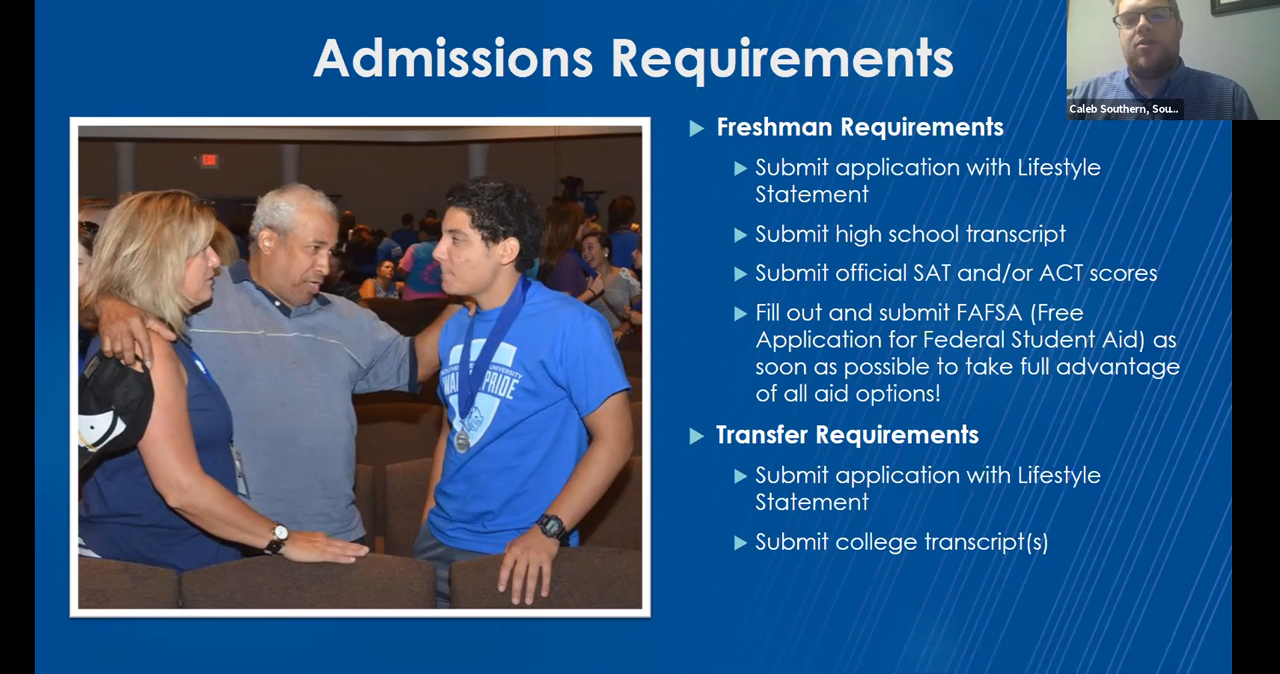 Admissions Requirements
Caleb Southern, Sou...
Freshman Requirements
Submit application with Lifestyle
Statement
Submit high school transcript
Submit official SAT and/or ACT scores
Fill out and submit FAFSA (Free
Application for Federal Student Aid) as
soon as possible to take full advantage
of all aid options!
Transfer Requirements
Submit application with Lifestyle
Statement
Submit college transcript(s)
UNIVERSITY
PRIDE